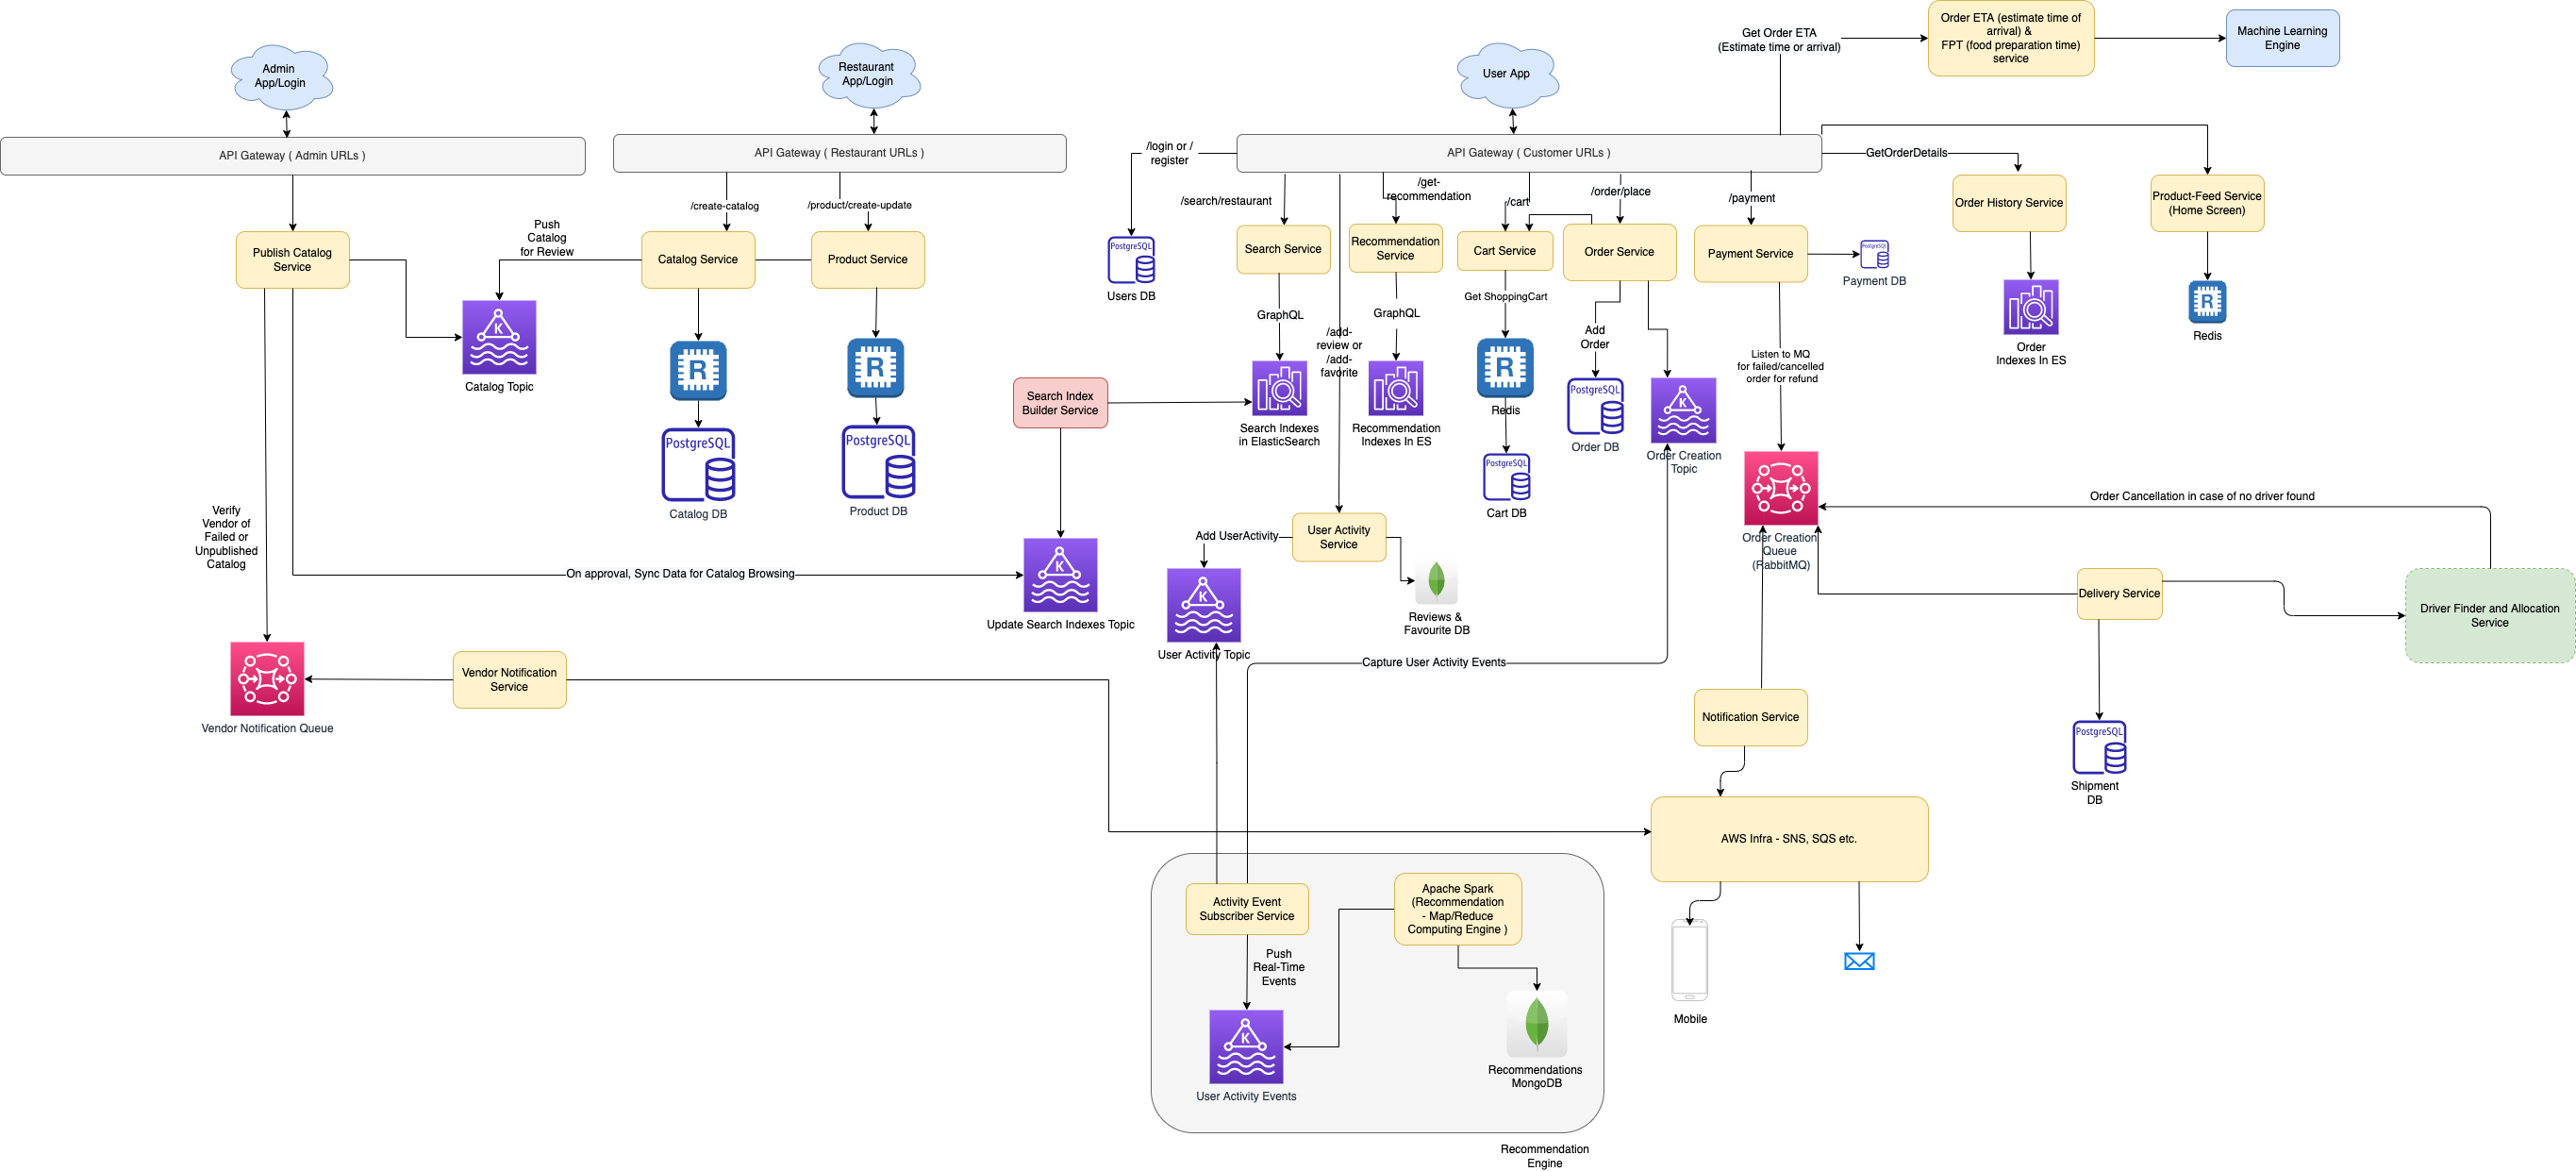 Order ETA (estimate time of
arrival) &
FPT (food preparation time)
service
Machine Learning
Engine
Get Order ETA
(Estimate time or arrival)
Admin
App/Login
Restaurant
App/Login
User App
API Gateway ( Admin URLs )
API Gateway ( Restaurant URLs )
API Gateway ( Customer URLs )
/login or /
register
GetOrderDetails
/create-catalog
/product/create-update
/search/restaurant
/get-
recommendation
/cart
/order/place
/payment
Order History Service
Product-Feed Service
(Home Screen)
Push
Catalog
for Review
Publish Catalog
Service
Catalog Service
Product Service
PostgreSQL
Users DB
Search Service
Recommendation
Service
Cart Service
Order Service
Payment Service
PostgreSQL
Payment DB
GraphQL
GraphQL
Get ShoppingCart
/add-
review or
/add-
favorite
Add
Order
Listen to MQ
for failed/cancelled
order for refund
Order
Indexes In ES
R
Redis
K
Catalog Topic
R
R
Search Index
Builder Service
Search Indexes
in ElasticSearch
Recommendation
Indexes In ES
R
Redis
PostgreSQL
Order DB
K
Order Creation
Topic
PostgreSQL
Catalog DB
PostgreSQL
Product DB
PostgreSQL
Cart DB
Order Creation
Queue
(RabbitMQ)
Order Cancellation in case of no driver found
Verify
Vendor of
Failed or
Unpublished
Catalog
On approval, Sync Data for Catalog Browsing
K
Update Search Indexes Topic
Add UserActivity
User Activity
Service
K
User Activity Topic
Reviews &
Favourite DB
Delivery Service
Driver Finder and Allocation
Service
Capture User Activity Events
Vendor Notification Queue
Vendor Notification
Service
Notification Service
PostgreSQL
Shipment
DB
AWS Infra - SNS, SQS etc.
Activity Event
Subscriber Service
Apache Spark
(Recommendation
- Map/Reduce
Computing Engine )
Push
Real-Time
Events
K
User Activity Events
Recommendations
MongoDB
Mobile
Recommendation
Engine